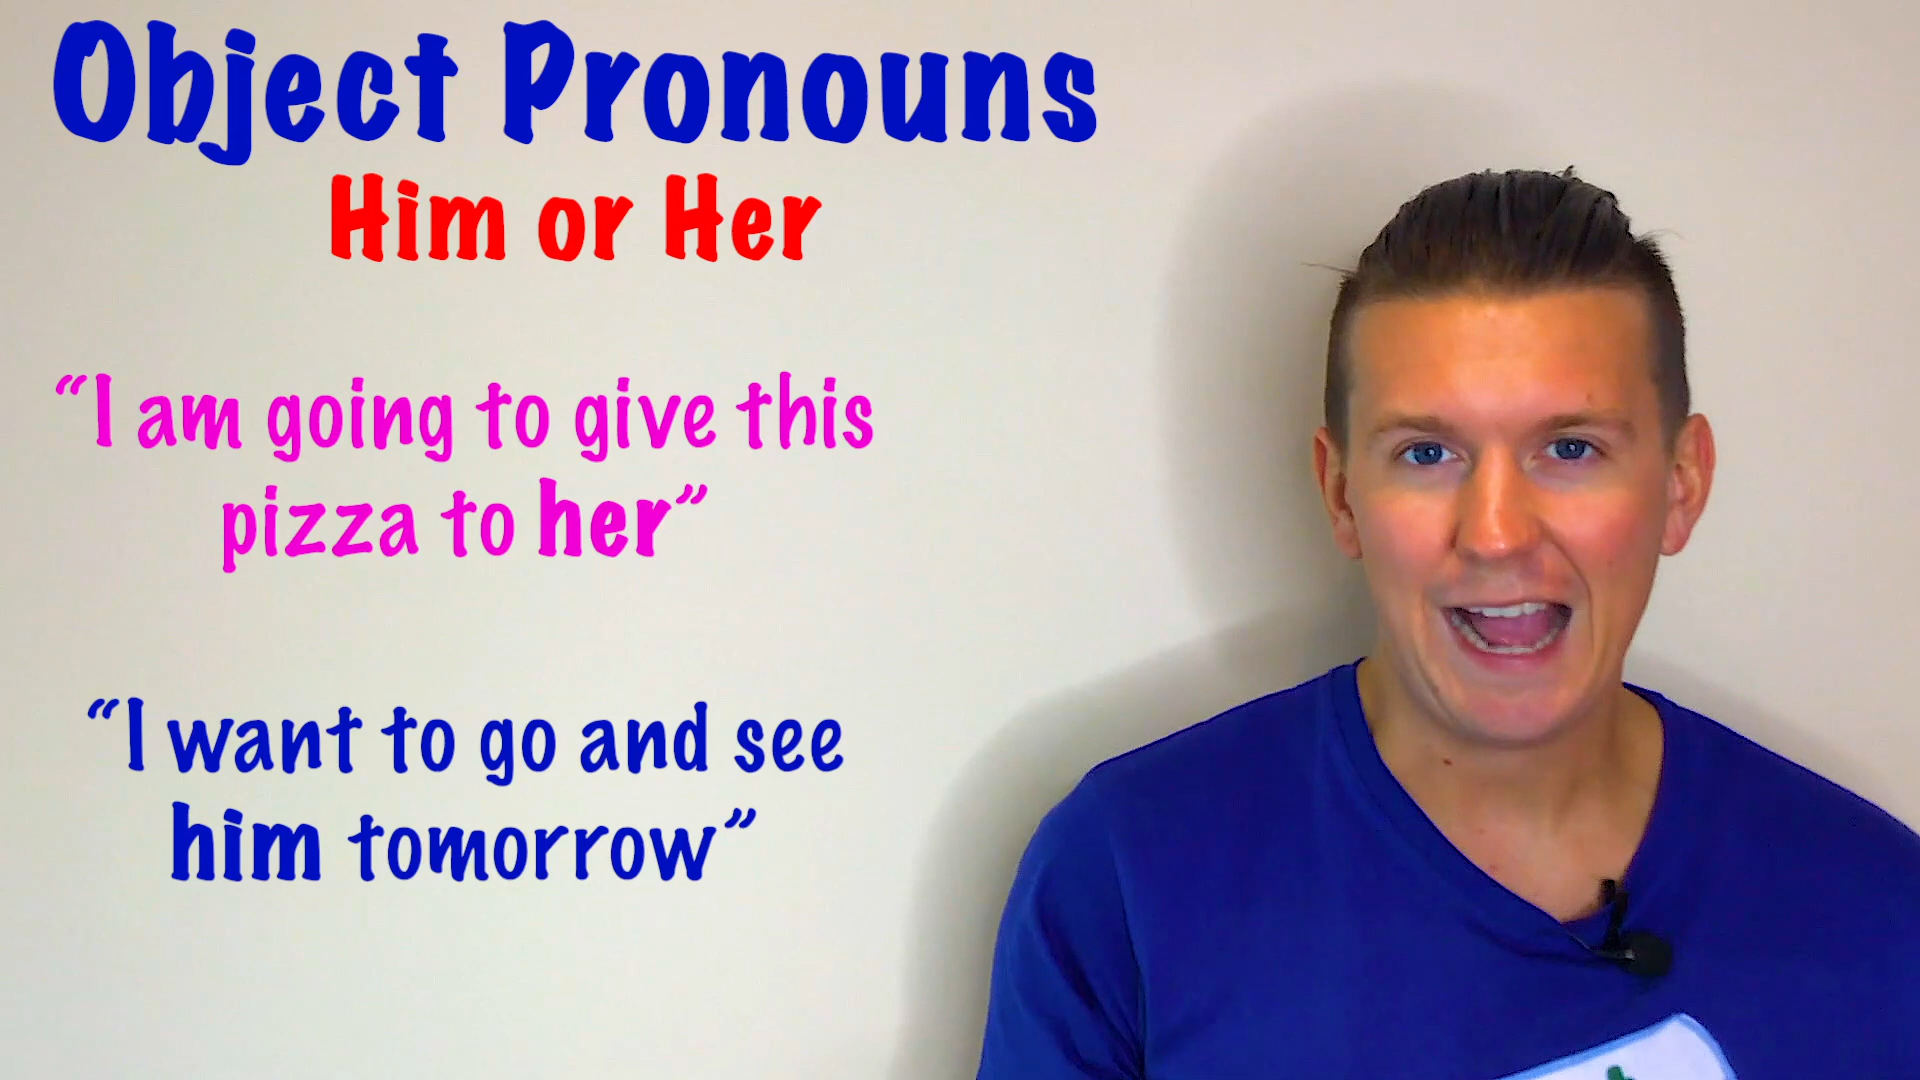 Object Pronouns
Him or Her
“I am going to give this
pizza to her”
“I want to go and see
him tomorrow”